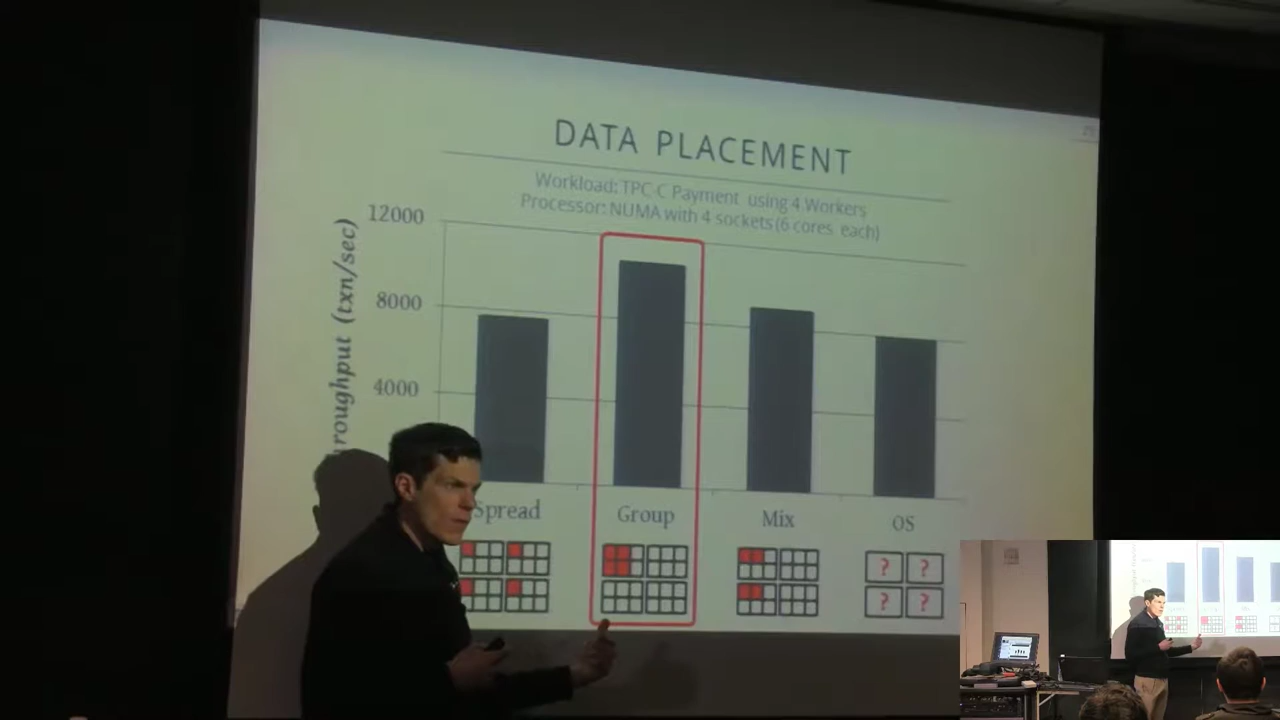 DATA PLACEMENT
Workload: TPC-C Payment using 4 Workers
Processor: NUMA with 4 sockets (6 cores each)
12000
8000
4000
roughput (txn/sec)
Spread
Group
Mix
OS
? ?
? ?